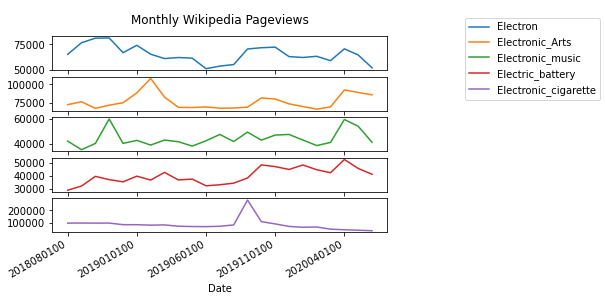 Monthly Wikipedia Pageviews
Electron
Electronic_Arts
Electronic_music
Electric_battery
Electronic_cigarette
75000
50000
100000
75000
60000
40000
50000
40000
30000
200000
100000
2018080100
2019010100
2019060100
2019110100
2020040100
Date